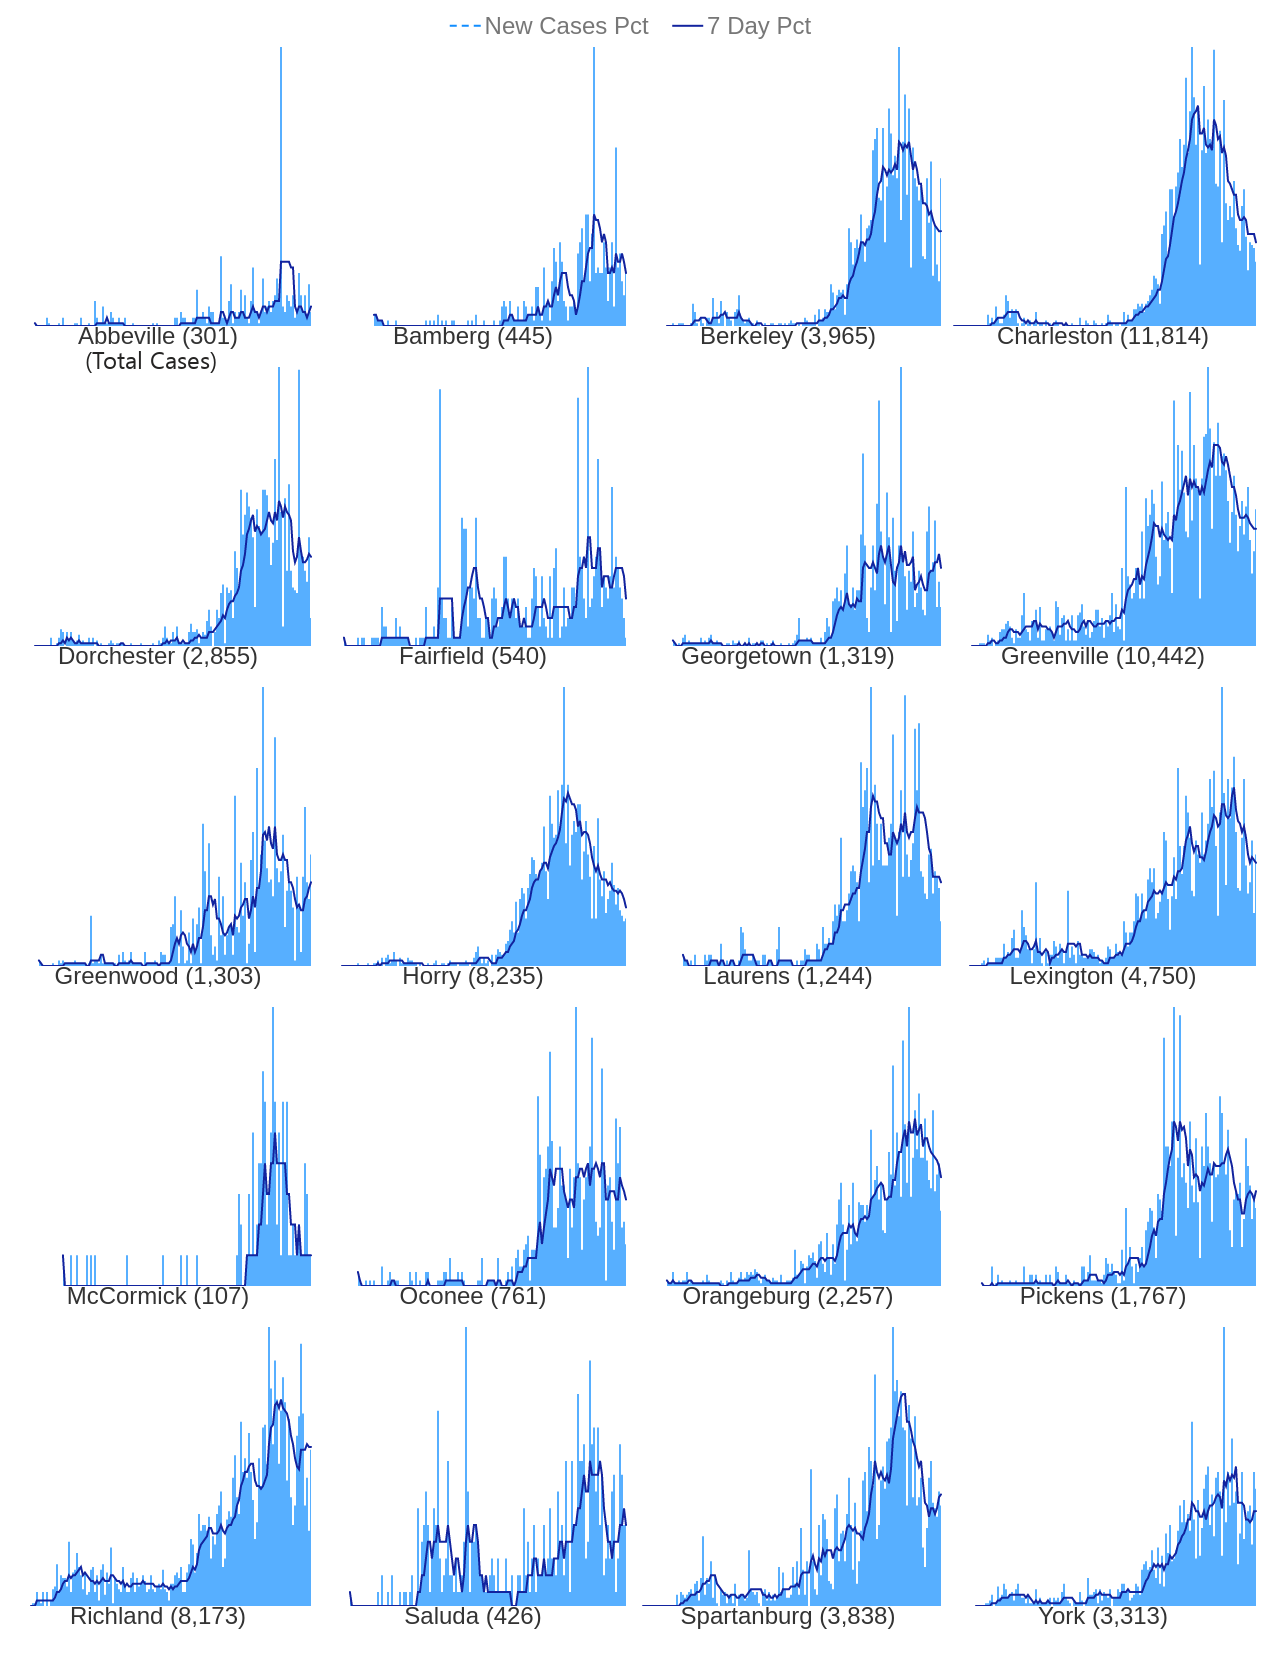 New Cases Pct 7 Day Pct
Abbeville (301) Bamberg (445) Berkeley (3,965) Charleston (11,814)
(Total Cases)
Dorchester (2,855) Fairfield (540) Georgetown (1,319) Greenville (10,442)
Greenwood (1,303) Horry (8,235) Laurens (1,244) Lexington (4,750)
McCormick (107) Oconee (761) Orangeburg (2,257) Pickens (1,767)
Richland (8,173) Saluda (426) Spartanburg (3,838) York (3,313)